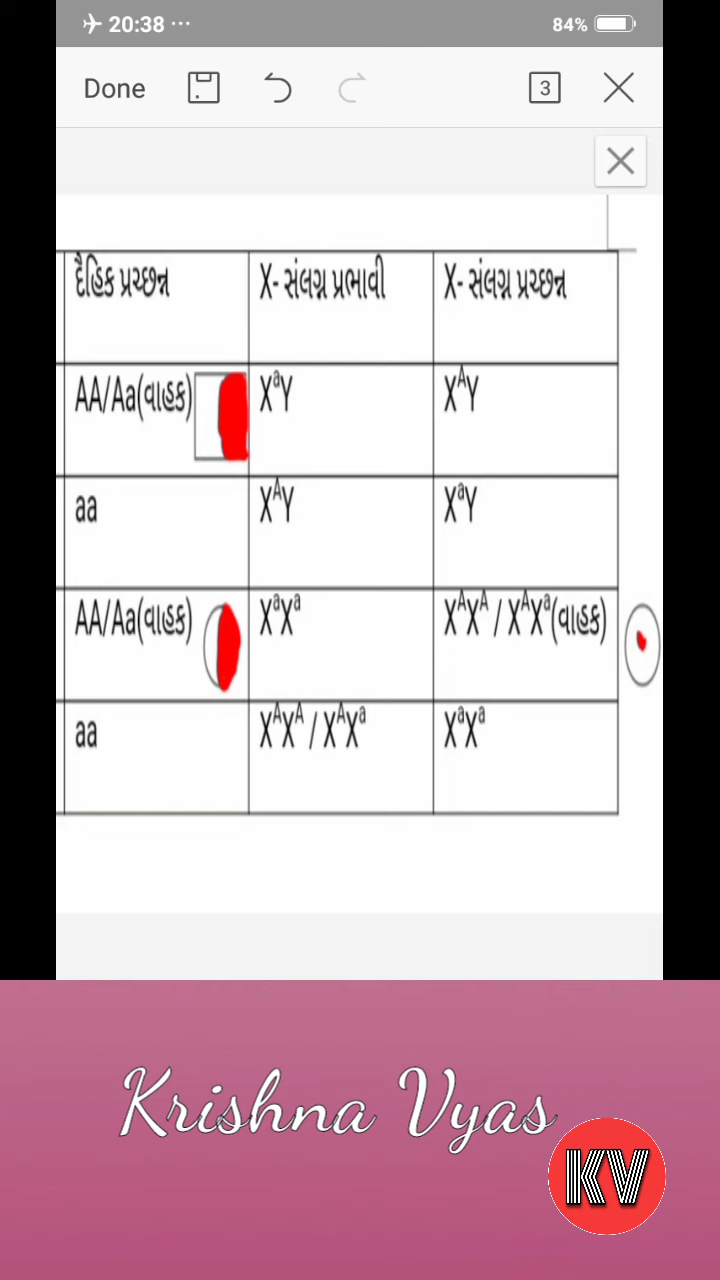 20:38 ··· 84%
Done 3
દૈહિક પ્રચ્છન્ન X- સંલગ્ન પ્રભાવી X- સંલગ્ન પ્રચ્છન્ન
AA/Aa(વાહક) XᵃY XᴬY
aa XᴬY XᵃY
AA/Aa(વાહક) XᵃXᵃ XᴬXᴬ / XᴬXᵃ(વાહક)
aa XᴬXᴬ / XᴬXᵃ XᵃXᵃ
Krishna Vyas
KV